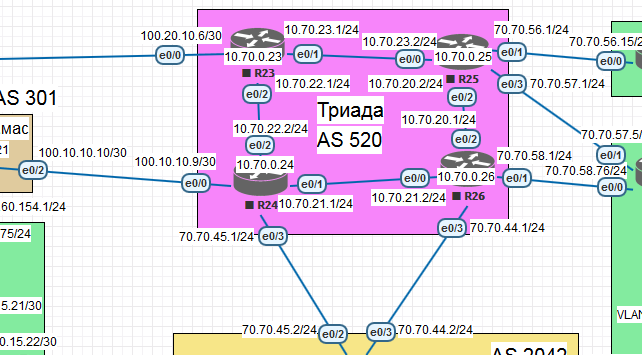 100.20.10.6/30
10.70.23.1/24
70.70.56.1/24
10.70.23.2/24
70.70.56.15/2
e0/0
10.70.0.23
e0/1
e0/0
10.70.0.25
e0/1
e0/0
R23
10.70.22.1/24
10.70.20.2/24
R25
e0/3
70.70.57.1/24
AS 301
e0/2
e0/2
Триада
AS 520
мас
10.70.22.2/24
10.70.20.1/24
70.70.57.5/
21
e0/2
e0/2
100.10.10.10/30
100.10.10.9/30
70.70.58.1/24
e0/1
10.70.0.24
70.70.58.76/24
e0/2
e0/0
e0/1
e0/0
10.70.0.26
e0/1
e0/0
R24
10.70.21.1/24
10.70.21.2/24
R26
60.154.1/24
75/24
70.70.45.1/24
e0/3
e0/3
70.70.44.1/24
5.21/30
VLAN
70.70.45.2/24
e0/2
e0/3
70.70.44.2/24
0.15.22/30
AS 2042